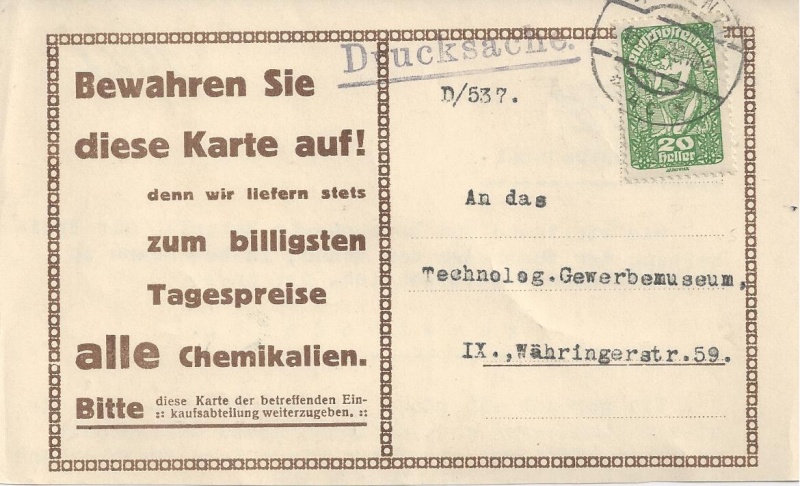 Bewahren Sie
diese Karte auf!
denn wir liefern stets
zum billigsten
Tagespreise
alle Chemikalien.
Bitte diese Karte der betreffenden Ein-
:: kaufsabteilung weiterzugeben. ::
Drucksache.
D/537.
An das
Technolog.Gewerbemuseum,
IX.,Währingerstr.59.
Deutschösterreich
20
Heller